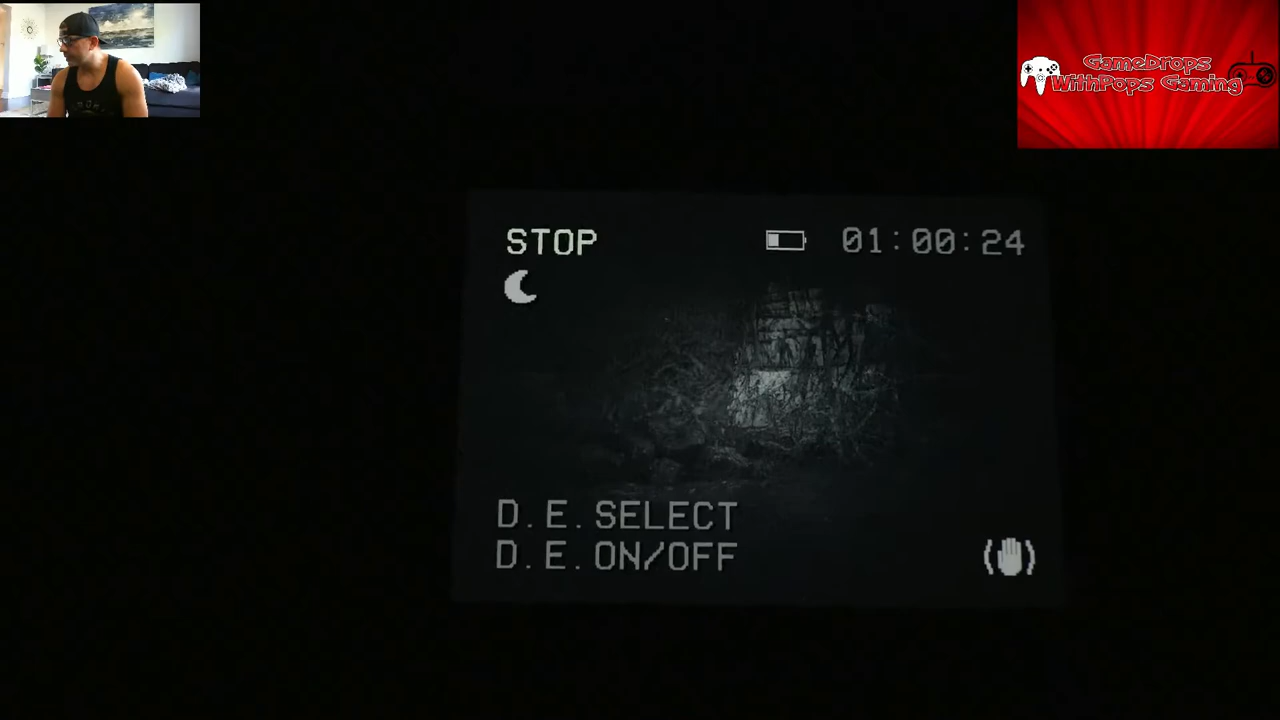 GameDrops
WithPops Gaming
STOP
01:00:24
D.E.SELECT
D.E.ON/OFF